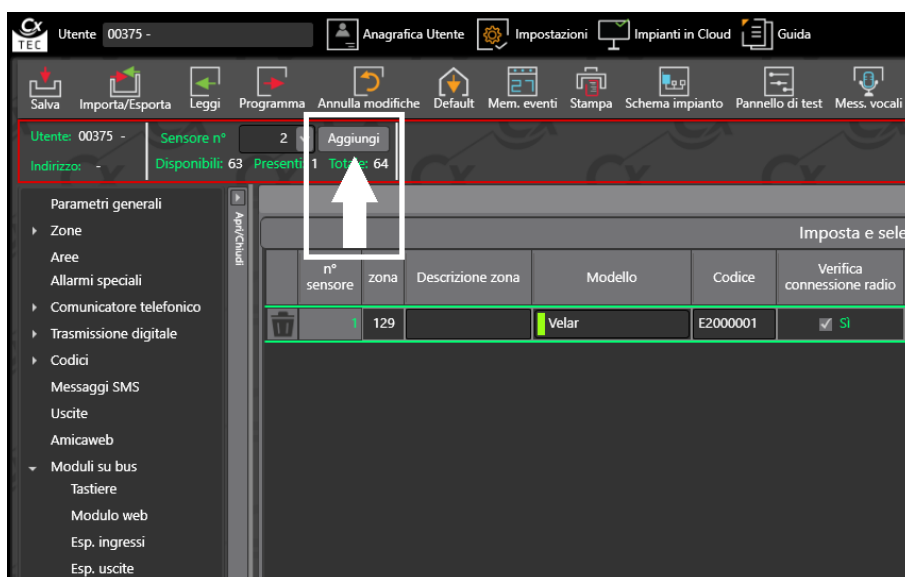 Cx
TEC
Utente 00375 - Anagrafica Utente Impostazioni Impianti in Cloud Guida
Salva Importa/Esporta Leggi Programma Annulla modifiche Default Mem. eventi Stampa Schema impianto Pannello di test Mess. vocali
Utente: 00375 - Sensore n° 2 Aggiungi
Indirizzo: - Disponibili: 63 Presenti: 1 Totale: 64
Parametri generali
Apri/Chiudi
Zone
Imposta e sele
Aree
Allarmi speciali
n° sensore zona Descrizione zona Modello Codice Verifica connessione radio
Comunicatore telefonico
1 129 Velar E2000001 Sì
Trasmissione digitale
Codici
Messaggi SMS
Uscite
Amicaweb
Moduli su bus
Tastiere
Modulo web
Esp. ingressi
Esp. uscite